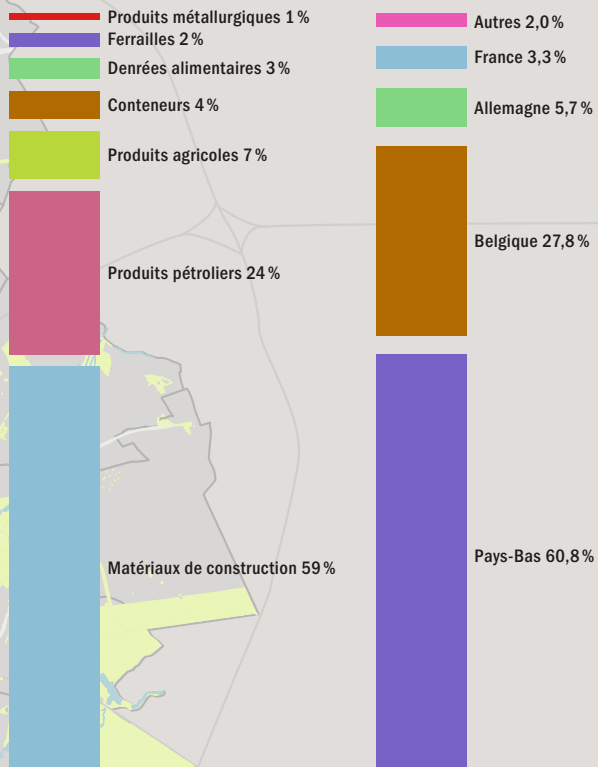 Produits métallurgiques 1 %
Ferrailles 2 %
Denrées alimentaires 3 %
Conteneurs 4 %
Produits agricoles 7 %
Produits pétroliers 24 %
Matériaux de construction 59 %
Autres 2,0 %
France 3,3 %
Allemagne 5,7 %
Belgique 27,8 %
Pays-Bas 60,8 %